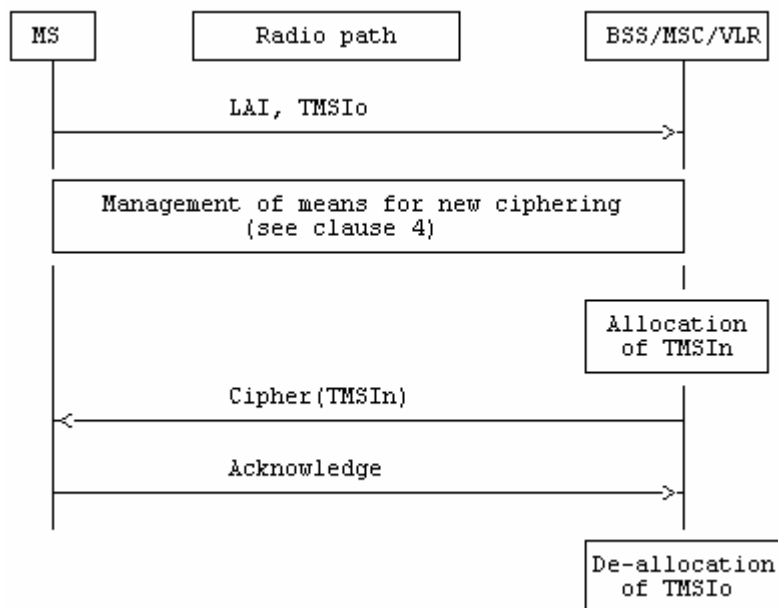 MS
Radio path
BSS/MSC/VLR
LAI, TMSIo
Management of means for new ciphering
(see clause 4)
Allocation
of TMSIn
Cipher(TMSIn)
Acknowledge
De-allocation
of TMSIo